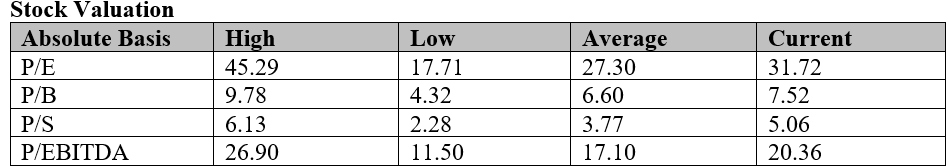 Stock Valuation
Absolute Basis High Low Average Current
P/E 45.29 17.71 27.30 31.72
P/B 9.78 4.32 6.60 7.52
P/S 6.13 2.28 3.77 5.06
P/EBITDA 26.90 11.50 17.10 20.36